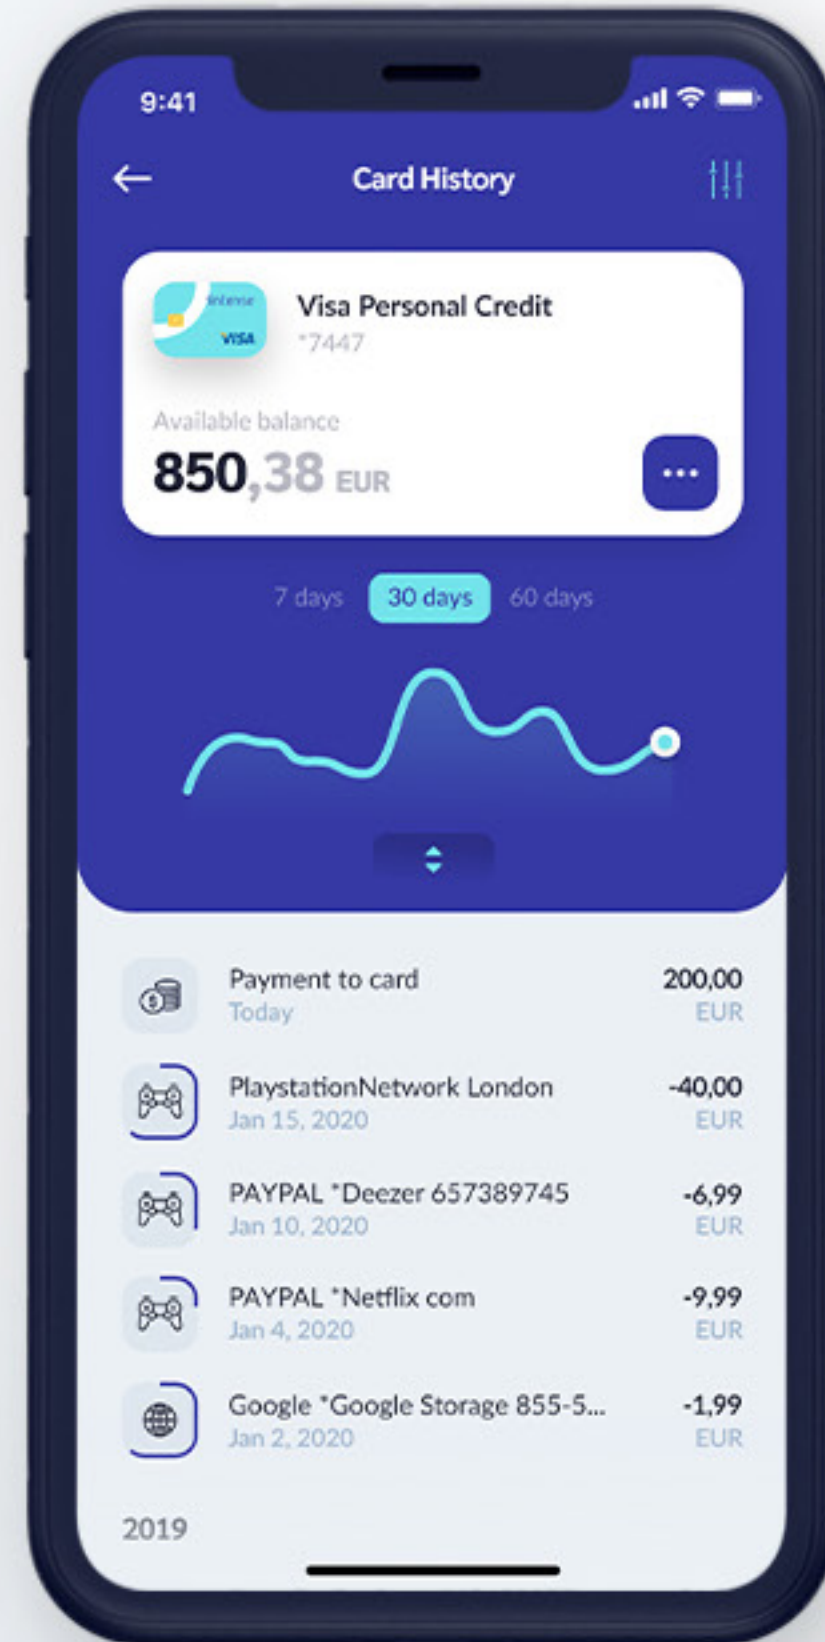 9:41
Card History
intense
VISA
Visa Personal Credit
*7447
Available balance
850,38 EUR
7 days 30 days 60 days
Payment to card 200,00
Today EUR
PlaystationNetwork London -40,00
Jan 15, 2020 EUR
PAYPAL *Deezer 657389745 -6,99
Jan 10, 2020 EUR
PAYPAL *Netflix com -9,99
Jan 4, 2020 EUR
Google *Google Storage 855-5... -1,99
Jan 2, 2020 EUR
2019